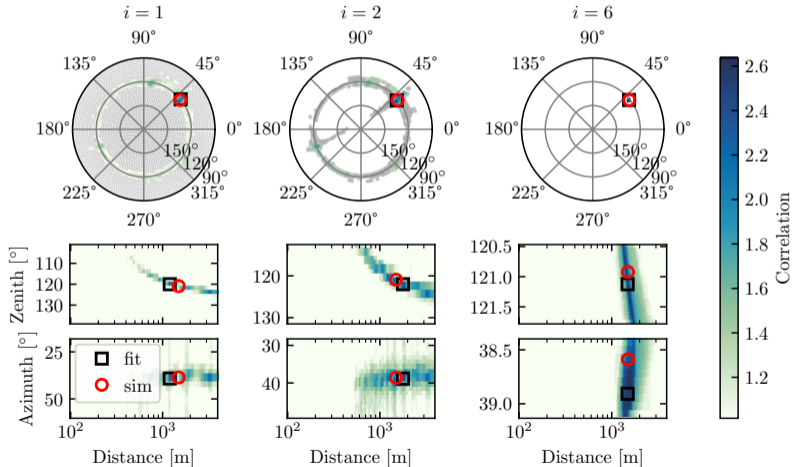 i = 1 i = 2 i = 6
90° 90° 90°
135° 45° 135° 45° 135° 45°
180° 0° 180° 0° 180° 0°
150° 150° 150°
120° 120° 120°
90° 90° 90°
225° 315° 225° 315° 225° 315°
270° 270° 270°
Zenith [°]
110
120
130
120
130
120.5
121.0
121.5
Azimuth [°]
25
50
fit
sim
30
40
38.5
39.0
10² 10³ 10² 10³ 10² 10³
Distance [m] Distance [m] Distance [m]
2.6
2.4
2.2
2.0
1.8
1.6
1.4
1.2
Correlation